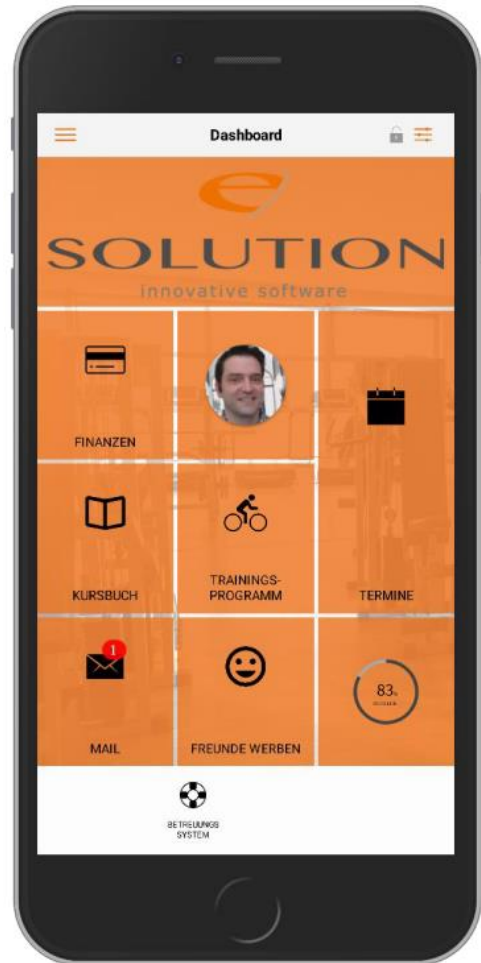 Dashboard
e
SOLUTION
innovative software
FINANZEN
KURSBUCH
TRAININGS-
PROGRAMM
TERMINE
1
MAIL
FREUNDE WERBEN
83%
BETREUUNGS
SYSTEM